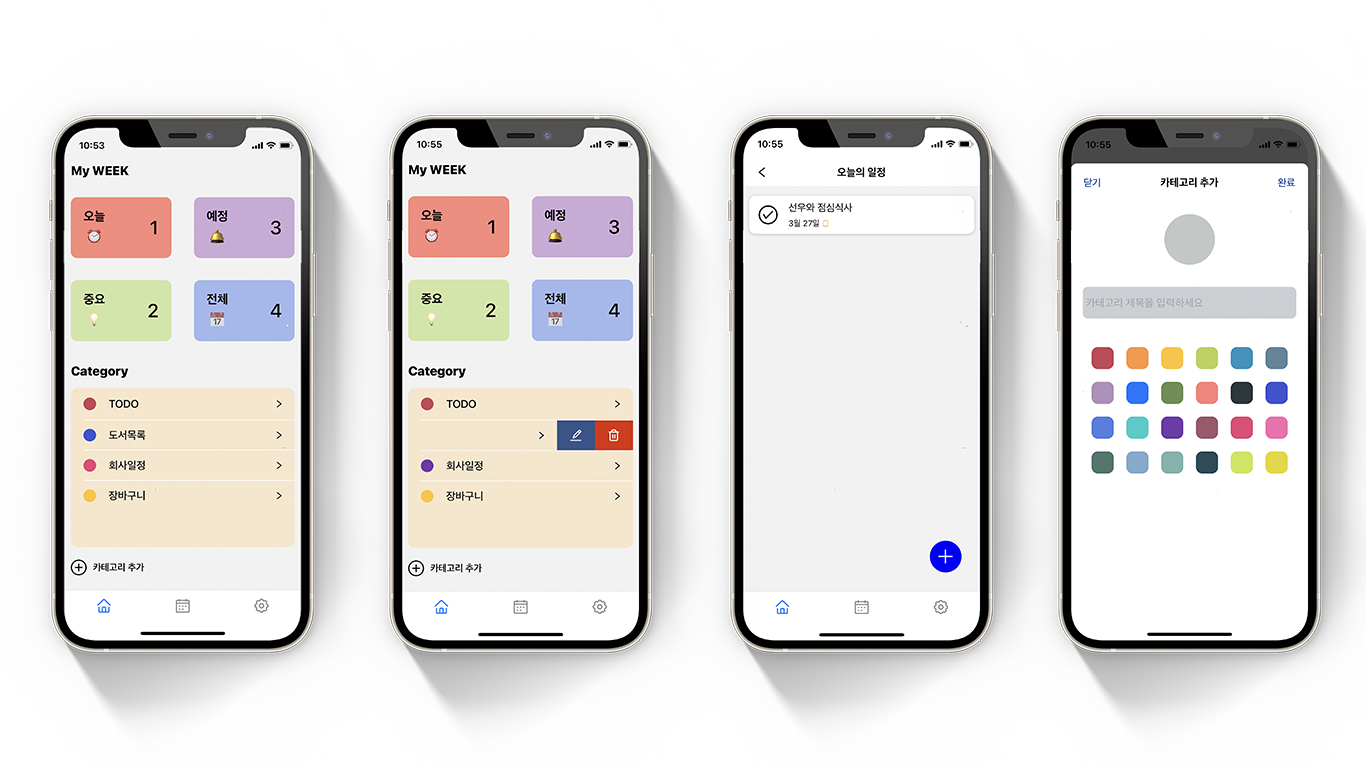 10:53
My WEEK
오늘
1
예정
3
중요
2
전체
17
4
Category
TODO
도서목록
회사일정
장바구니
카테고리 추가
10:55
My WEEK
오늘
1
예정
3
중요
2
전체
17
4
Category
TODO
회사일정
장바구니
카테고리 추가
10:55
오늘의 일정
선우와 점심식사
3월 27일
10:55
닫기
카테고리 추가
완료
카테고리 제목을 입력하세요